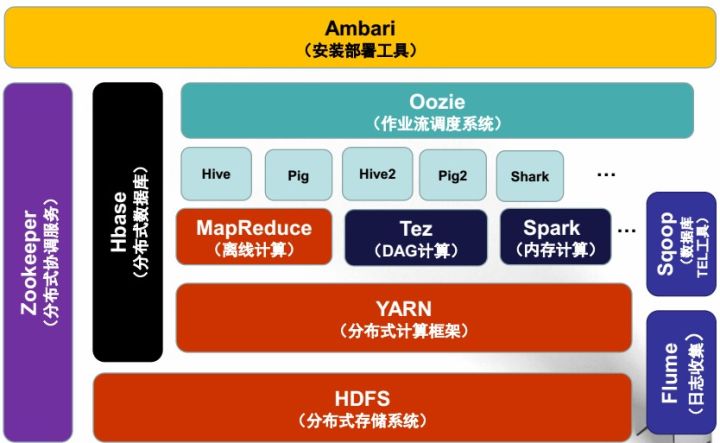 Ambari
（安装部署工具）
Zookeeper
（分布式协调服务）
Hbase
（分布式数据库）
Oozie
（作业流调度系统）
Hive
Pig
Hive2
Pig2
Shark
...
MapReduce
（离线计算）
Tez
（DAG计算）
Spark
（内存计算）
...
Sqoop
（数据库
TEL工具）
YARN
（分布式计算框架）
Flume
（日志收集）
HDFS
（分布式存储系统）